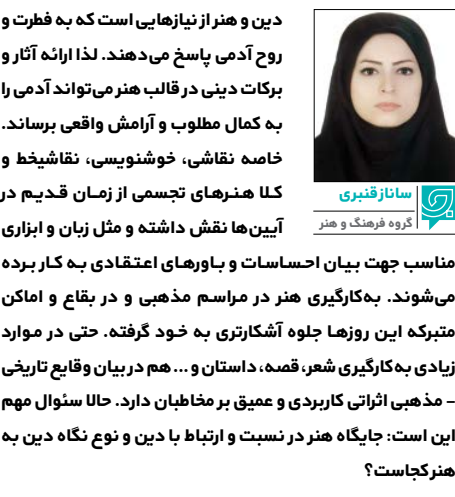 دین و هنر از نیازهایی است که به فطرت و
روح آدمی پاسخ می‌دهند. لذا ارائه آثار و
برکات دینی در قالب هنر می‌تواند آدمی را
به کمال مطلوب و آرامش واقعی برساند.
خاصه نقاشی، خوشنویسی، نقاشیخط و
کلا هنرهای تجسمی از زمان قدیم در
آیین‌ها نقش داشته و مثل زبان و ابزاری
ساناز قنبری
گروه فرهنگ و هنر
مناسب جهت بیان احساسات و باورهای اعتقادی به کار برده
می‌شوند. به‌کارگیری هنر در مراسم مذهبی و در بقاع و اماکن
متبرکه این روزها جلوه آشکارتری به خود گرفته. حتی در موارد
زیادی به‌کارگیری شعر، قصه، داستان و ... هم در بیان وقایع تاریخی
- مذهبی اثراتی کاربردی و عمیق بر مخاطبان دارد. حالا سئوال مهم
این است: جایگاه هنر در نسبت و ارتباط با دین و نوع نگاه دین به
هنر کجاست؟